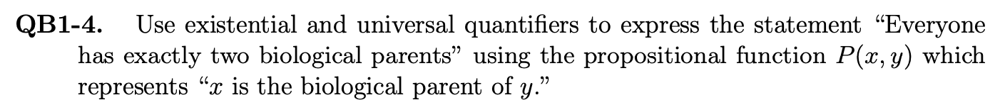 QB1-4. Use existential and universal quantifiers to express the statement “Everyone
has exactly two biological parents” using the propositional function P(x, y) which
represents “x is the biological parent of y.”